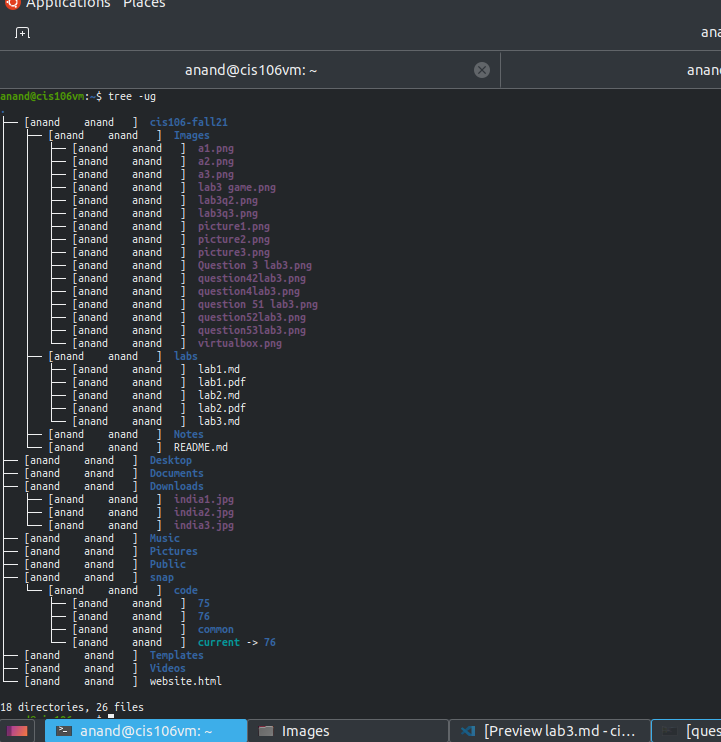 Applications Places
ana
anand@cis106vm: ~
anand
anand@cis106vm:~$ tree -ug
.
├── [anand    anand   ]  cis106-fall21
│   ├── [anand    anand   ]  Images
│   │   ├── [anand    anand   ]  a1.png
│   │   ├── [anand    anand   ]  a2.png
│   │   ├── [anand    anand   ]  a3.png
│   │   ├── [anand    anand   ]  lab3 game.png
│   │   ├── [anand    anand   ]  lab3q2.png
│   │   ├── [anand    anand   ]  lab3q3.png
│   │   ├── [anand    anand   ]  picture1.png
│   │   ├── [anand    anand   ]  picture2.png
│   │   ├── [anand    anand   ]  picture3.png
│   │   ├── [anand    anand   ]  Question 3 lab3.png
│   │   ├── [anand    anand   ]  question42lab3.png
│   │   ├── [anand    anand   ]  question4lab3.png
│   │   ├── [anand    anand   ]  question 51 lab3.png
│   │   ├── [anand    anand   ]  question52lab3.png
│   │   ├── [anand    anand   ]  question53lab3.png
│   │   └── [anand    anand   ]  virtualbox.png
│   ├── [anand    anand   ]  labs
│   │   ├── [anand    anand   ]  lab1.md
│   │   ├── [anand    anand   ]  lab1.pdf
│   │   ├── [anand    anand   ]  lab2.md
│   │   ├── [anand    anand   ]  lab2.pdf
│   │   └── [anand    anand   ]  lab3.md
│   ├── [anand    anand   ]  Notes
│   └── [anand    anand   ]  README.md
├── [anand    anand   ]  Desktop
├── [anand    anand   ]  Documents
├── [anand    anand   ]  Downloads
│   ├── [anand    anand   ]  india1.jpg
│   ├── [anand    anand   ]  india2.jpg
│   └── [anand    anand   ]  india3.jpg
├── [anand    anand   ]  Music
├── [anand    anand   ]  Pictures
├── [anand    anand   ]  Public
├── [anand    anand   ]  snap
│   └── [anand    anand   ]  code
│       ├── [anand    anand   ]  75
│       ├── [anand    anand   ]  76
│       ├── [anand    anand   ]  common
│       └── [anand    anand   ]  current -> 76
├── [anand    anand   ]  Templates
├── [anand    anand   ]  Videos
└── [anand    anand   ]  website.html
18 directories, 26 files
anand@cis106vm: ~
Images
[Preview lab3.md - ci...
[ques